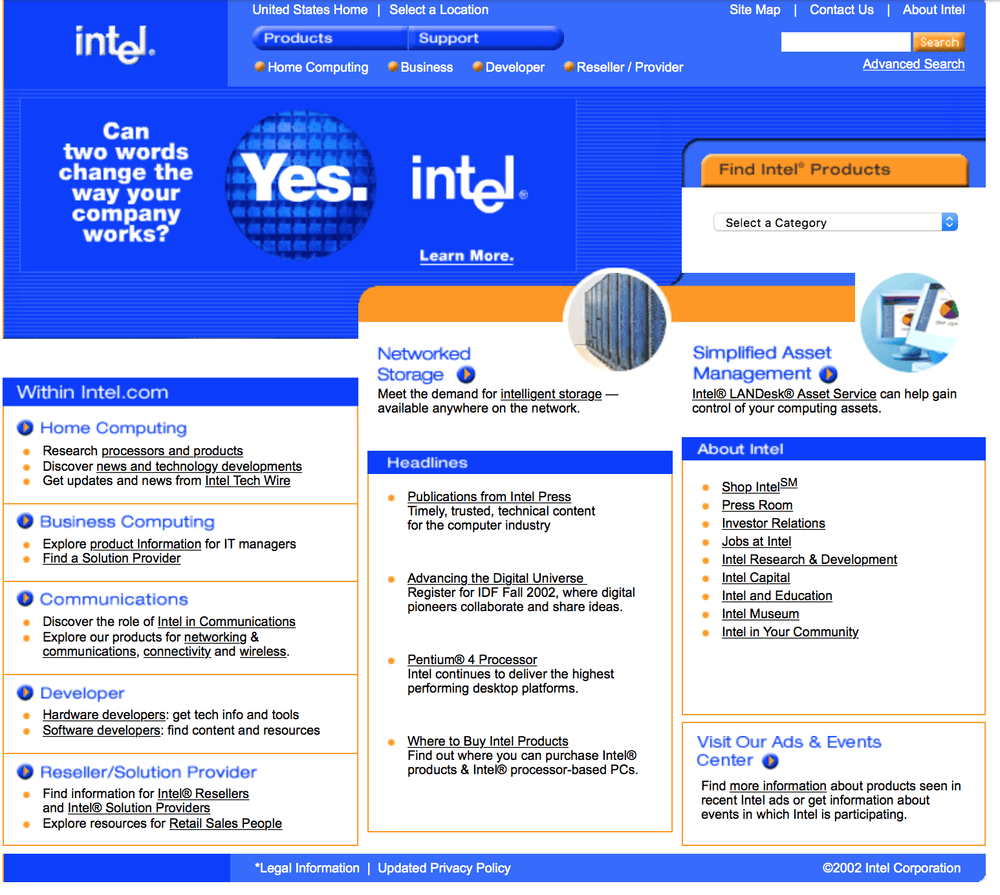 United States Home | Select a Location
Site Map | Contact Us | About Intel
intel.
Products
Support
Search
Home Computing
Business
Developer
Reseller / Provider
Advanced Search
Can
two words
change the
way your
company
works?
Yes.
intel®
Learn More.
Find Intel® Products
Select a Category
Networked
Storage
Meet the demand for intelligent storage —
available anywhere on the network.
Simplified Asset
Management
Intel® LANDesk® Asset Service can help gain
control of your computing assets.
Within Intel.com
Home Computing
Research processors and products
Discover news and technology developments
Get updates and news from Intel Tech Wire
Business Computing
Explore product Information for IT managers
Find a Solution Provider
Communications
Discover the role of Intel in Communications
Explore our products for networking &
communications, connectivity and wireless.
Developer
Hardware developers: get tech info and tools
Software developers: find content and resources
Reseller/Solution Provider
Find information for Intel® Resellers
and Intel® Solution Providers
Explore resources for Retail Sales People
Headlines
Publications from Intel Press
Timely, trusted, technical content
for the computer industry
Advancing the Digital Universe
Register for IDF Fall 2002, where digital
pioneers collaborate and share ideas.
Pentium® 4 Processor
Intel continues to deliver the highest
performing desktop platforms.
Where to Buy Intel Products
Find out where you can purchase Intel®
products & Intel® processor-based PCs.
About Intel
Shop Intel℠
Press Room
Investor Relations
Jobs at Intel
Intel Research & Development
Intel Capital
Intel and Education
Intel Museum
Intel in Your Community
Visit Our Ads & Events
Center
Find more information about products seen in
recent Intel ads or get information about
events in which Intel is participating.
*Legal Information | Updated Privacy Policy
©2002 Intel Corporation